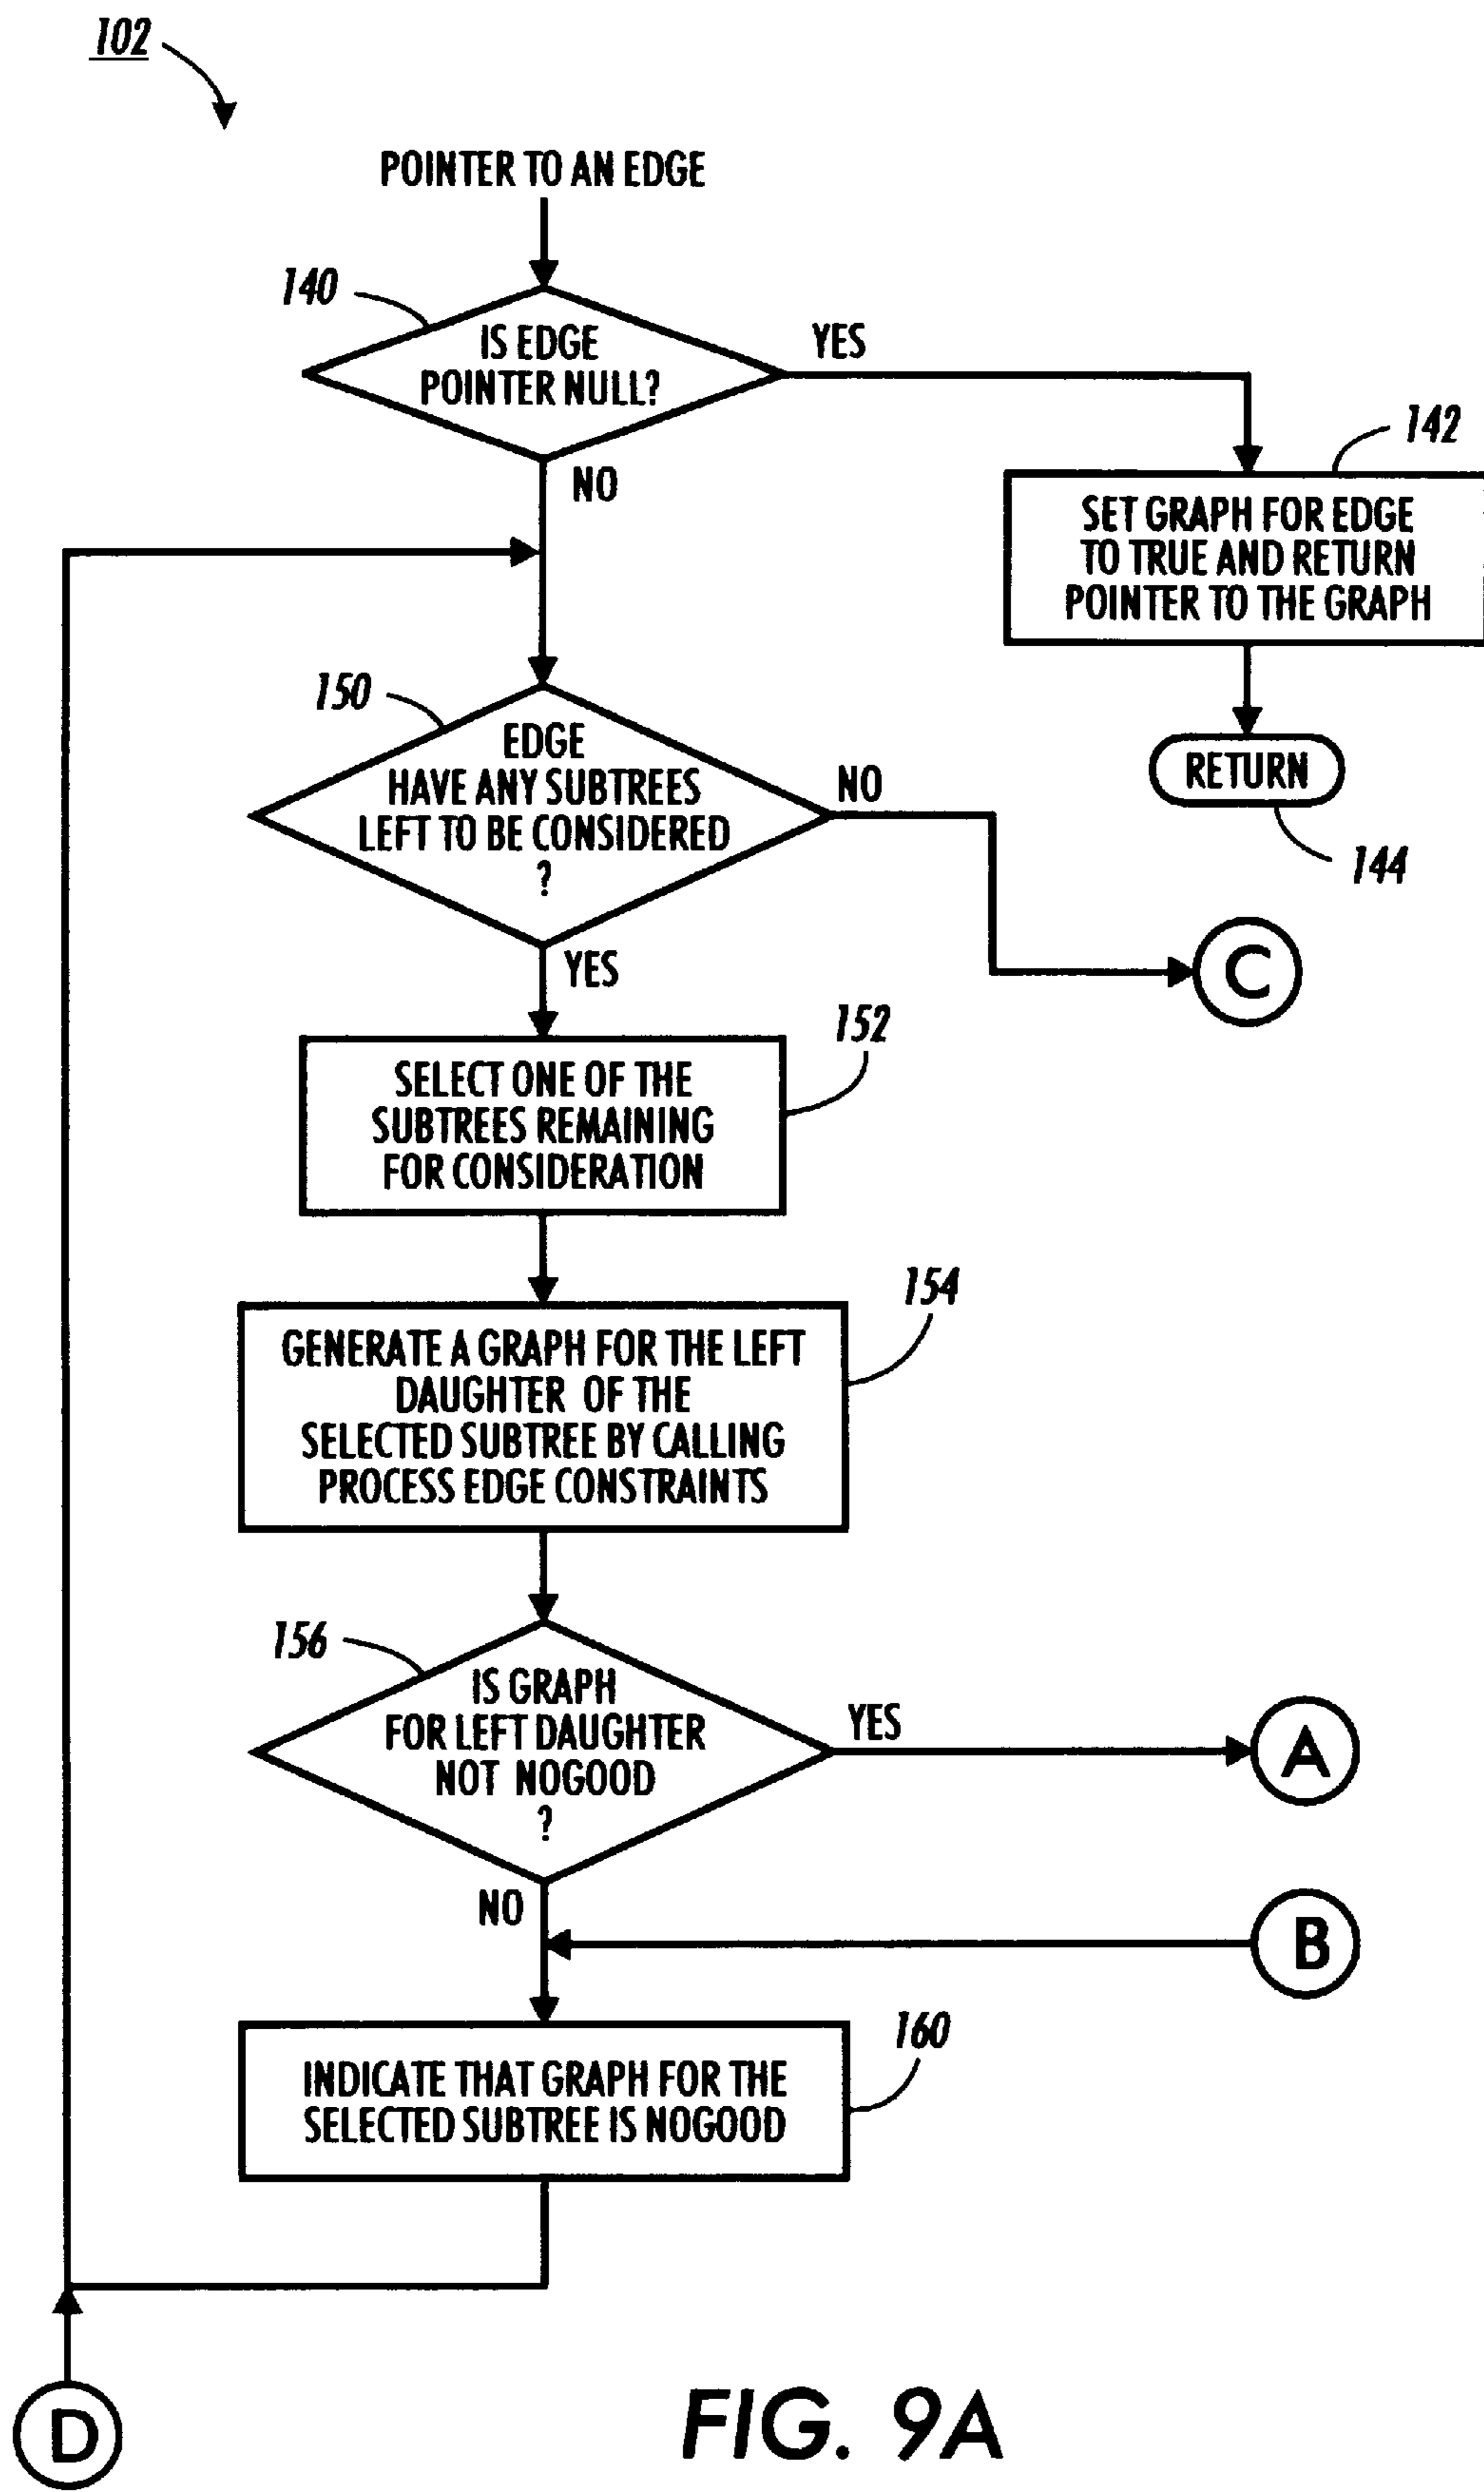 102
POINTER TO AN EDGE
140
IS EDGE
POINTER NULL?
YES
NO
142
SET GRAPH FOR EDGE
TO TRUE AND RETURN
POINTER TO THE GRAPH
RETURN
144
150
EDGE
HAVE ANY SUBTREES
LEFT TO BE CONSIDERED
?
NO
C
YES
152
SELECT ONE OF THE
SUBTREES REMAINING
FOR CONSIDERATION
154
GENERATE A GRAPH FOR THE LEFT
DAUGHTER OF THE
SELECTED SUBTREE BY CALLING
PROCESS EDGE CONSTRAINTS
156
IS GRAPH
FOR LEFT DAUGHTER
NOT NOGOOD
?
YES
A
NO
B
160
INDICATE THAT GRAPH FOR THE
SELECTED SUBTREE IS NOGOOD
D
FIG. 9A